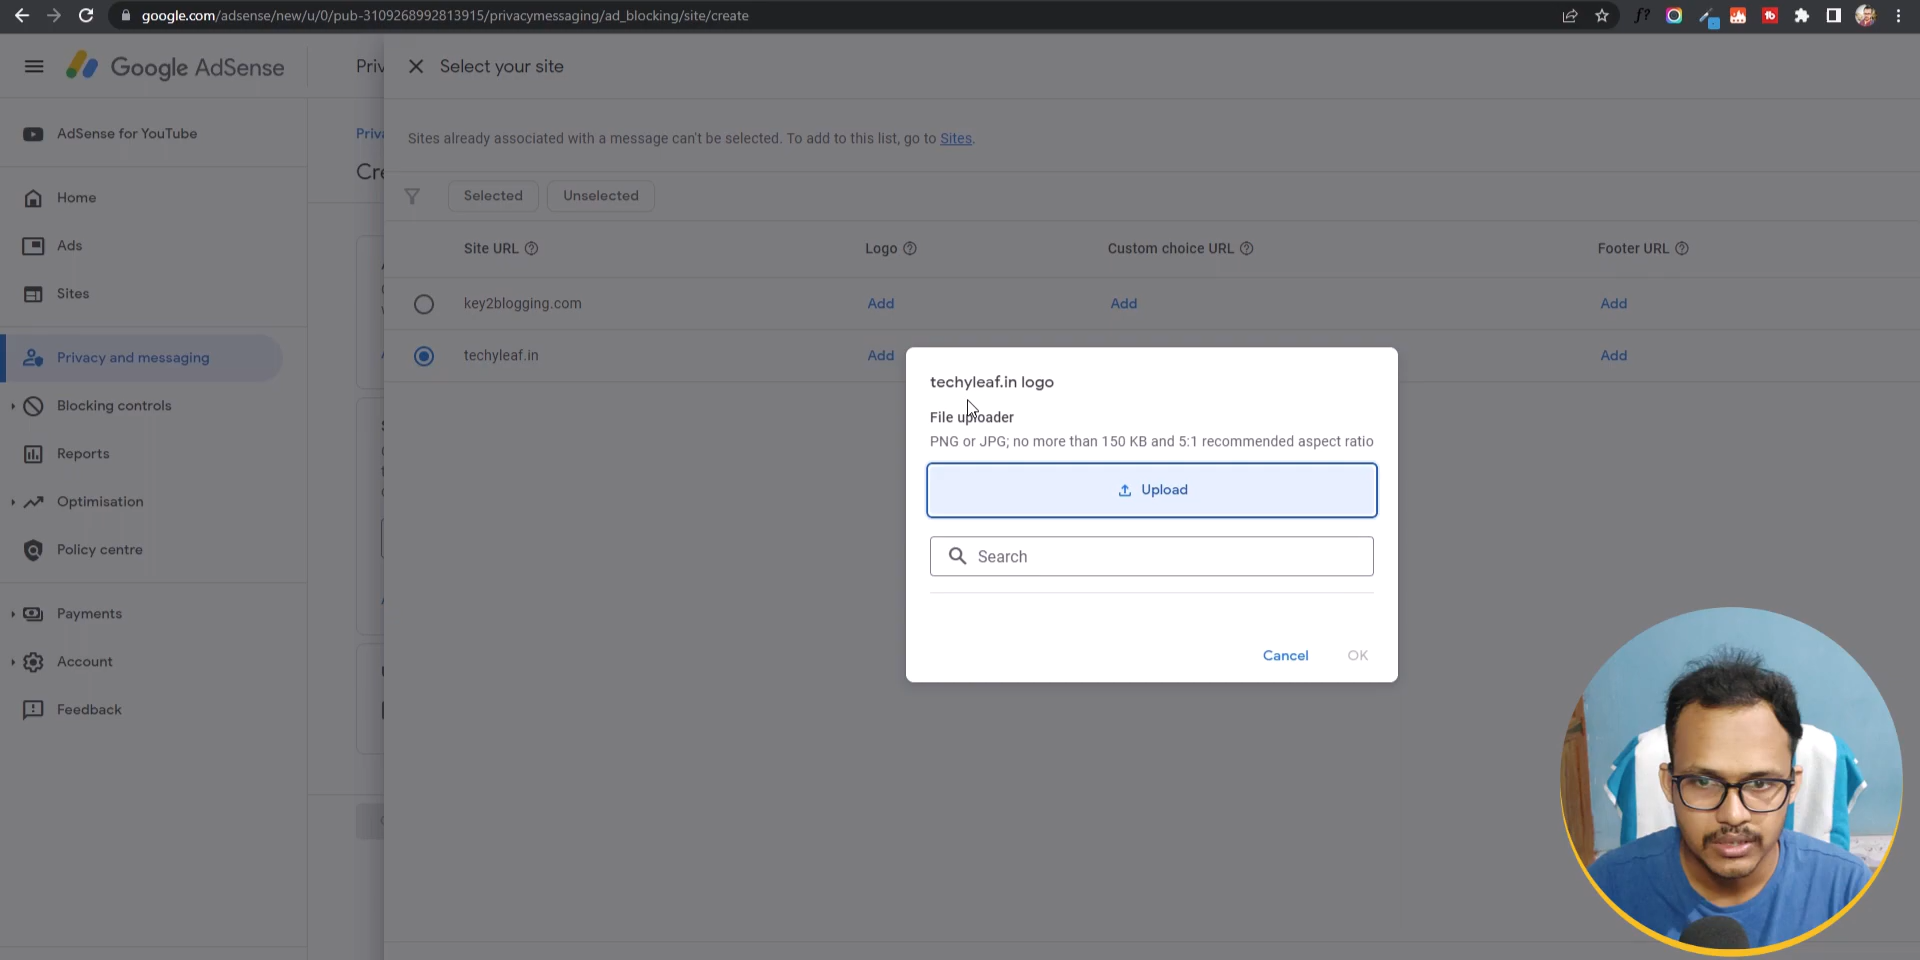 google.com/adsense/new/u/0/pub-3109268992813915/privacymessaging/ad_blocking/site/create
Google AdSense
Priv
Select your site
AdSense for YouTube
Home
Ads
Sites
Privacy and messaging
Blocking controls
Reports
Optimisation
Policy centre
Payments
Account
Feedback
Priva
Cre
Sites already associated with a message can't be selected. To add to this list, go to Sites.
Selected Unselected
Site URL Logo Custom choice URL Footer URL
key2blogging.com Add Add Add
techyleaf.in Add Add
techyleaf.in logo
File uploader
PNG or JPG; no more than 150 KB and 5:1 recommended aspect ratio
Upload
Search
Cancel OK